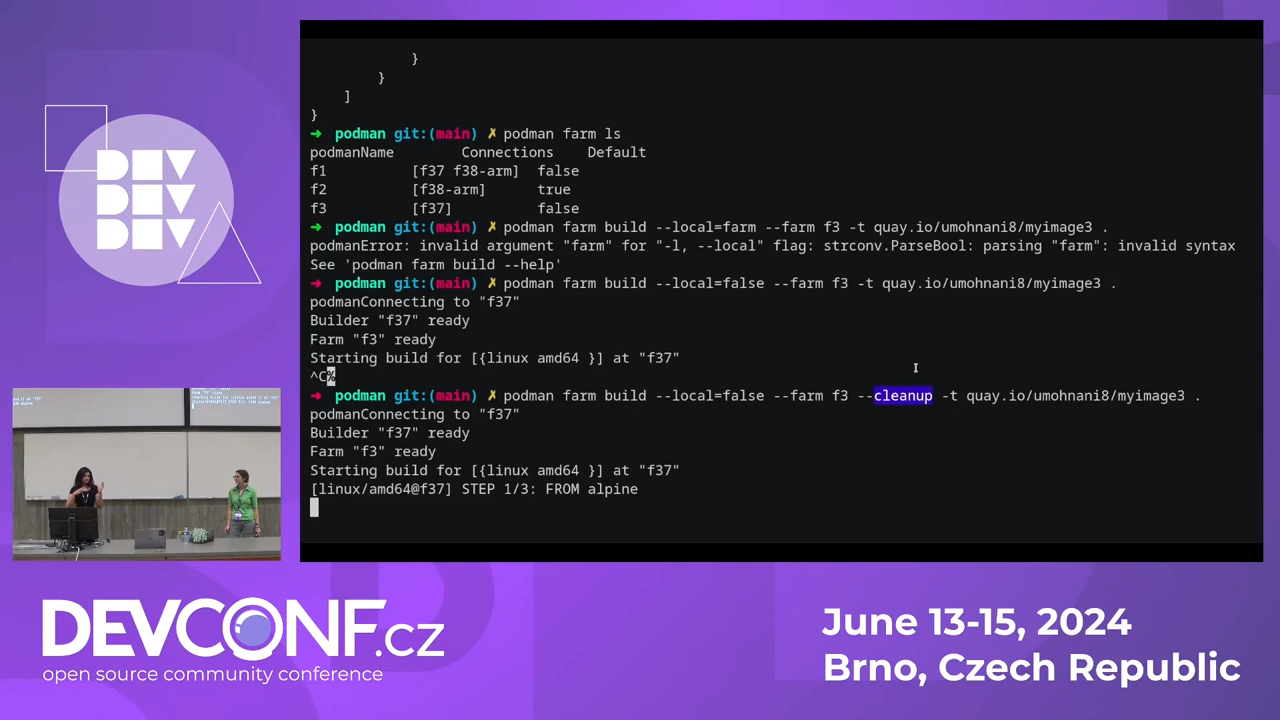 }
}
]
}
➜ podman git:(main) ✗ podman farm ls
podmanName Connections Default
f1 [f37 f38-arm] false
f2 [f38-arm] true
f3 [f37] false
➜ podman git:(main) ✗ podman farm build --local=farm --farm f3 -t quay.io/umohnani8/myimage3 .
podmanError: invalid argument "farm" for "-l, --local" flag: strconv.ParseBool: parsing "farm": invalid syntax
See 'podman farm build --help'
➜ podman git:(main) ✗ podman farm build --local=false --farm f3 -t quay.io/umohnani8/myimage3 .
podmanConnecting to "f37"
Builder "f37" ready
Farm "f3" ready
Starting build for [{linux amd64 }] at "f37"
^C%
➜ podman git:(main) ✗ podman farm build --local=false --farm f3 --cleanup -t quay.io/umohnani8/myimage3 .
podmanConnecting to "f37"
Builder "f37" ready
Farm "f3" ready
Starting build for [{linux amd64 }] at "f37"
[linux/amd64@f37] STEP 1/3: FROM alpine
DEV
DEV
DEV
DEVCONF.cz
open source community conference
June 13-15, 2024
Brno, Czech Republic